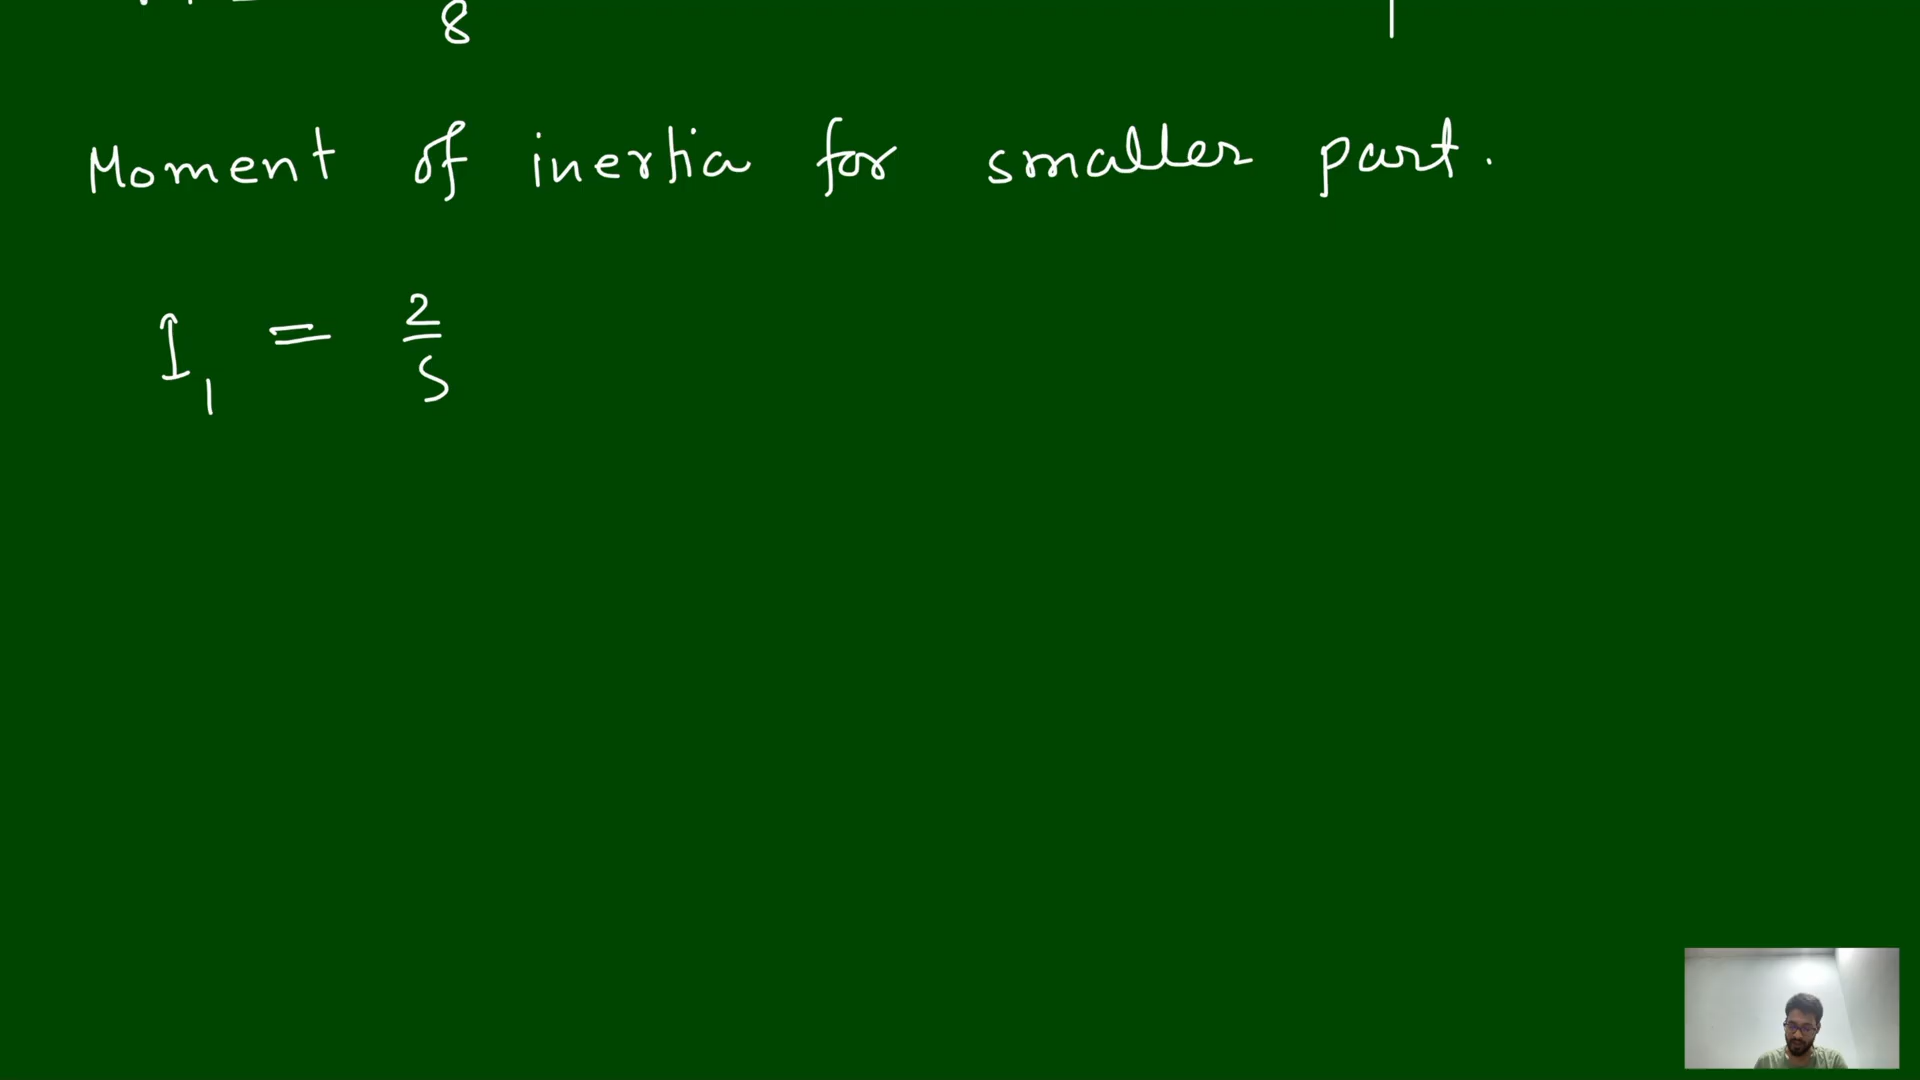 8
Moment of inertia for smaller part.
I₁ = 2/5